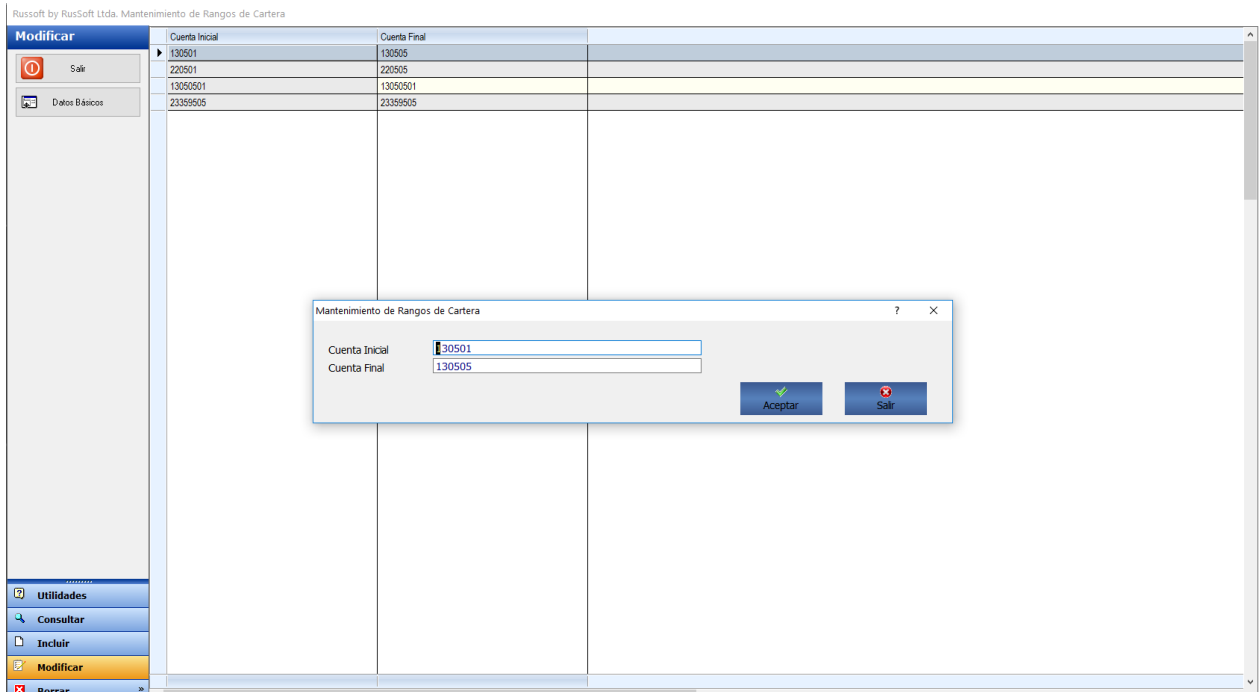 Russoft by RusSoft Ltda. Mantenimiento de Rangos de Cartera
Modificar
Salir
Datos Básicos
Cuenta Inicial Cuenta Final
130501 130505
220501 220505
13050501 13050501
23359505 23359505
Mantenimiento de Rangos de Cartera ? X
Cuenta Inicial 130501
Cuenta Final 130505
Aceptar Salir
Utilidades
Consultar
Incluir
Modificar
Borrar »